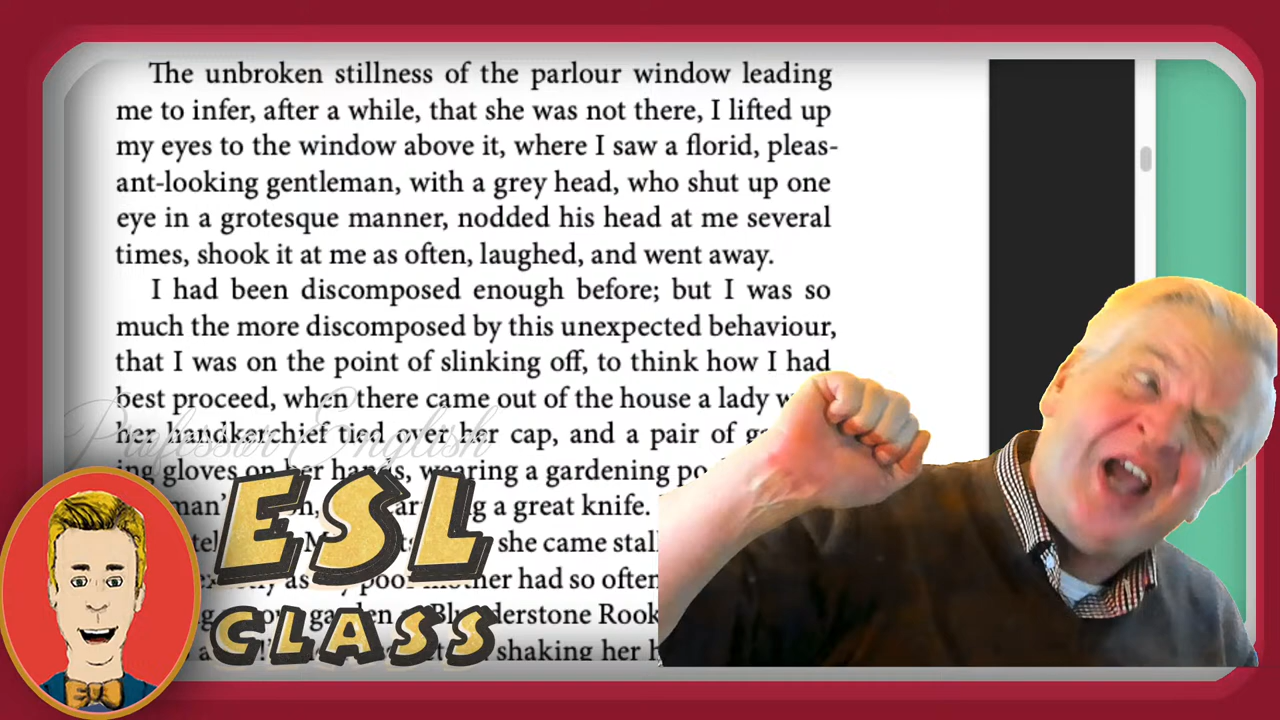 The unbroken stillness of the parlour window leading
me to infer, after a while, that she was not there, I lifted up
my eyes to the window above it, where I saw a florid, pleas-
ant-looking gentleman, with a grey head, who shut up one
eye in a grotesque manner, nodded his head at me several
times, shook it at me as often, laughed, and went away.
I had been discomposed enough before; but I was so
much the more discomposed by this unexpected behaviour,
that I was on the point of slinking off, to think how I had
best proceed, when there came out of the house a lady
her handkerchief tied over her cap, and a pair of
ing gloves on her hands, wearing a gardening
a great knife.
she came
as my poor mother had so often
garden at Blunderstone
shaking her
Professor English
ESL
CLASS